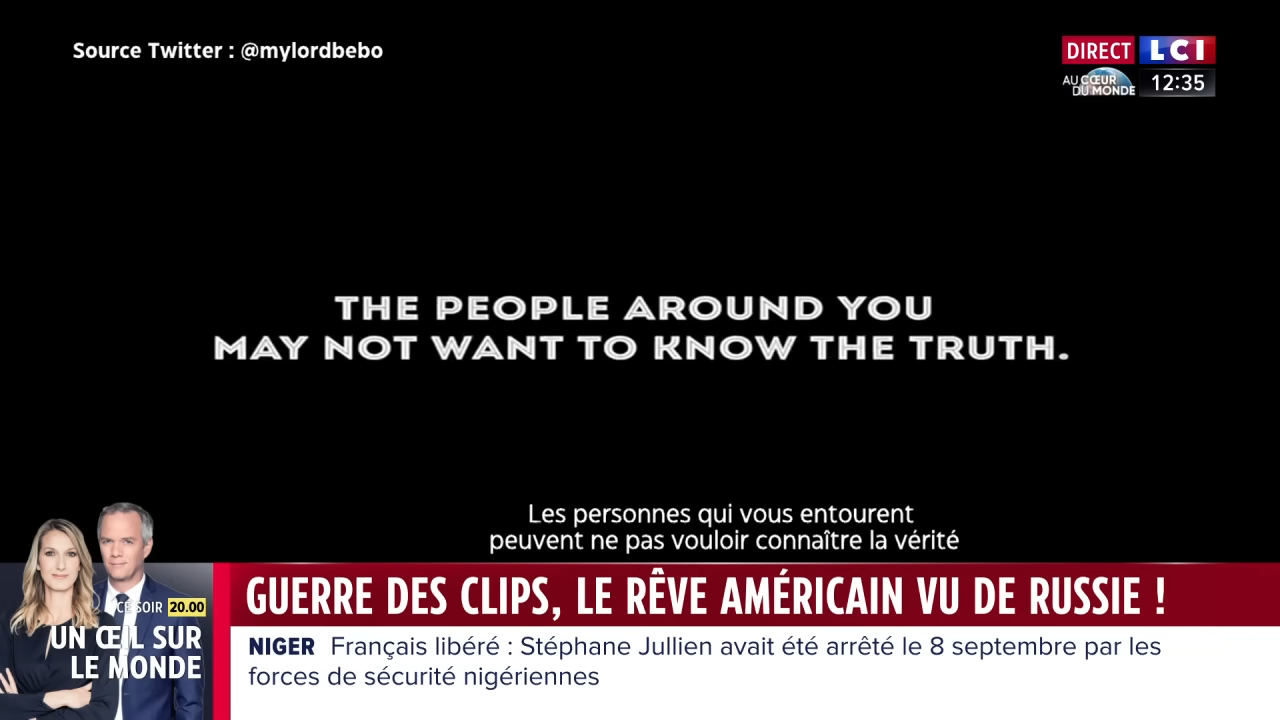 Source Twitter : @mylordbebo
DIRECT LCI
AU CŒUR
DU MONDE
12:35
THE PEOPLE AROUND YOU
MAY NOT WANT TO KNOW THE TRUTH.
Les personnes qui vous entourent
peuvent ne pas vouloir connaître la vérité
CE SOIR 20.00
UN ŒIL SUR
LE MONDE
GUERRE DES CLIPS, LE RÊVE AMÉRICAIN VU DE RUSSIE !
NIGER Français libéré : Stéphane Jullien avait été arrêté le 8 septembre par les
forces de sécurité nigériennes